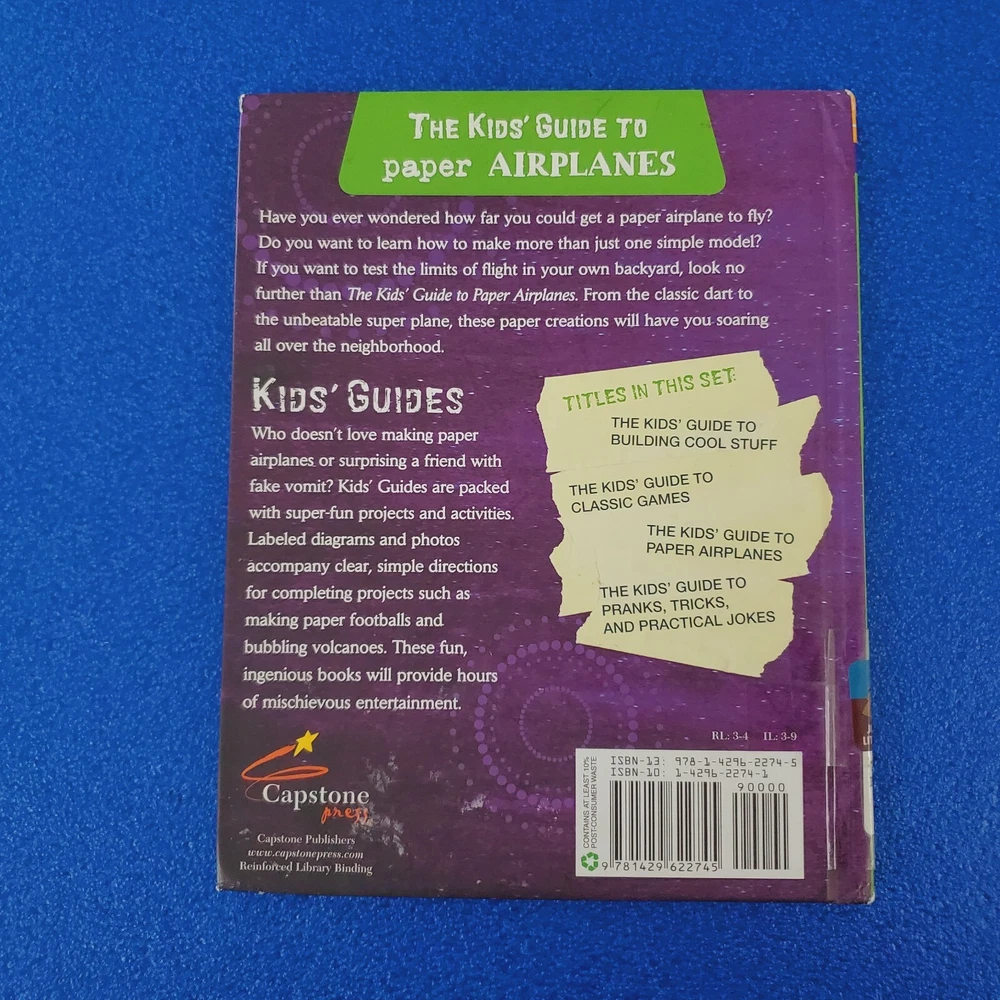 THE KIDS' GUIDE TO
paper AIRPLANES
Have you ever wondered how far you could get a paper airplane to fly?
Do you want to learn how to make more than just one simple model?
If you want to test the limits of flight in your own backyard, look no
further than The Kids' Guide to Paper Airplanes. From the classic dart to
the unbeatable super plane, these paper creations will have you soaring
all over the neighborhood.
KIDS' GUIDES
Who doesn't love making paper
airplanes or surprising a friend with
fake vomit? Kids' Guides are packed
with super-fun projects and activities.
Labeled diagrams and photos
accompany clear, simple directions
for completing projects such as
making paper footballs and
bubbling volcanoes. These fun,
ingenious books will provide hours
of mischievous entertainment.
TITLES IN THIS SET:
THE KIDS' GUIDE TO
BUILDING COOL STUFF
THE KIDS' GUIDE TO
CLASSIC GAMES
THE KIDS' GUIDE TO
PAPER AIRPLANES
THE KIDS' GUIDE TO
PRANKS, TRICKS,
AND PRACTICAL JOKES
Capstone
press
Capstone Publishers
www.capstonepress.com
Reinforced Library Binding
RL: 3-4 IL: 3-9
CONTAINS AT LEAST 10%
POST-CONSUMER WASTE
ISBN-13: 978-1-4296-2274-5
ISBN-10: 1-4296-2274-1
90000
9 781429 622745